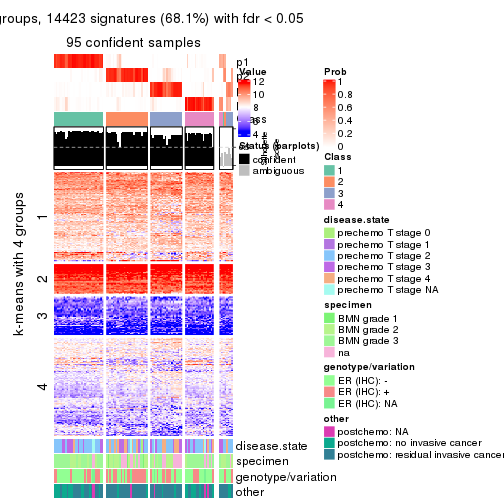 groups, 14423 signatures (68.1%) with fdr < 0.05
95 confident samples
p1
p2
Value
12
10
8
6
4
Status (barplots)
confident
ambiguous
Prob
1
0.8
0.6
0.4
0.2
0
Class
1
2
3
4
disease.state
prechemo T stage 0
prechemo T stage 1
prechemo T stage 2
prechemo T stage 3
prechemo T stage 4
prechemo T stage NA
specimen
BMN grade 1
BMN grade 2
BMN grade 3
na
genotype/variation
ER (IHC): -
ER (IHC): +
ER (IHC): NA
other
postchemo: NA
postchemo: no invasive cancer
postchemo: residual invasive cancer
k-means with 4 groups
1
2
3
4
disease.state
specimen
genotype/variation
other